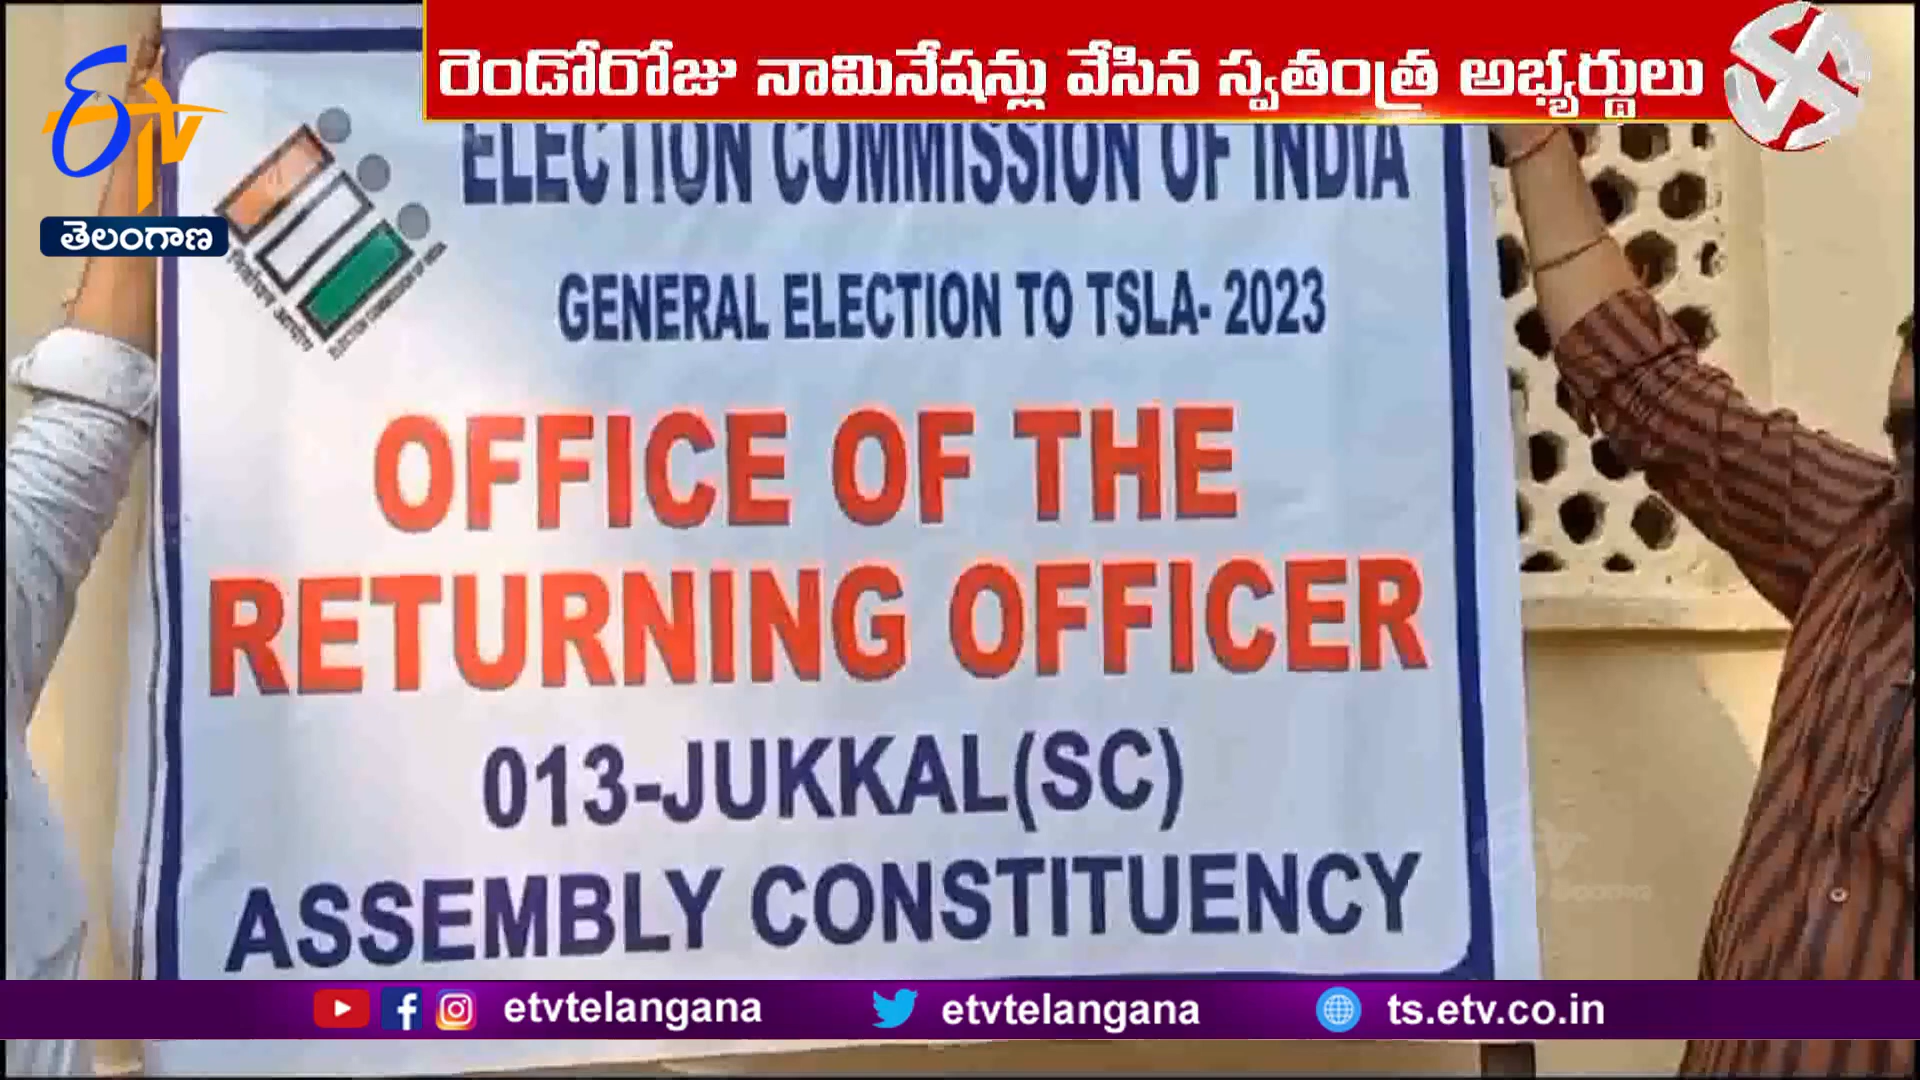 రెండోరోజు నామినేషన్లు వేసిన స్వతంత్ర అభ్యర్థులు
ETV
తెలంగాణ
ELECTION COMMISSION OF INDIA
GENERAL ELECTION TO TSLA- 2023
OFFICE OF THE
RETURNING OFFICER
013-JUKKAL(SC)
ASSEMBLY CONSTITUENCY
etvtelangana
etvtelangana
ts.etv.co.in